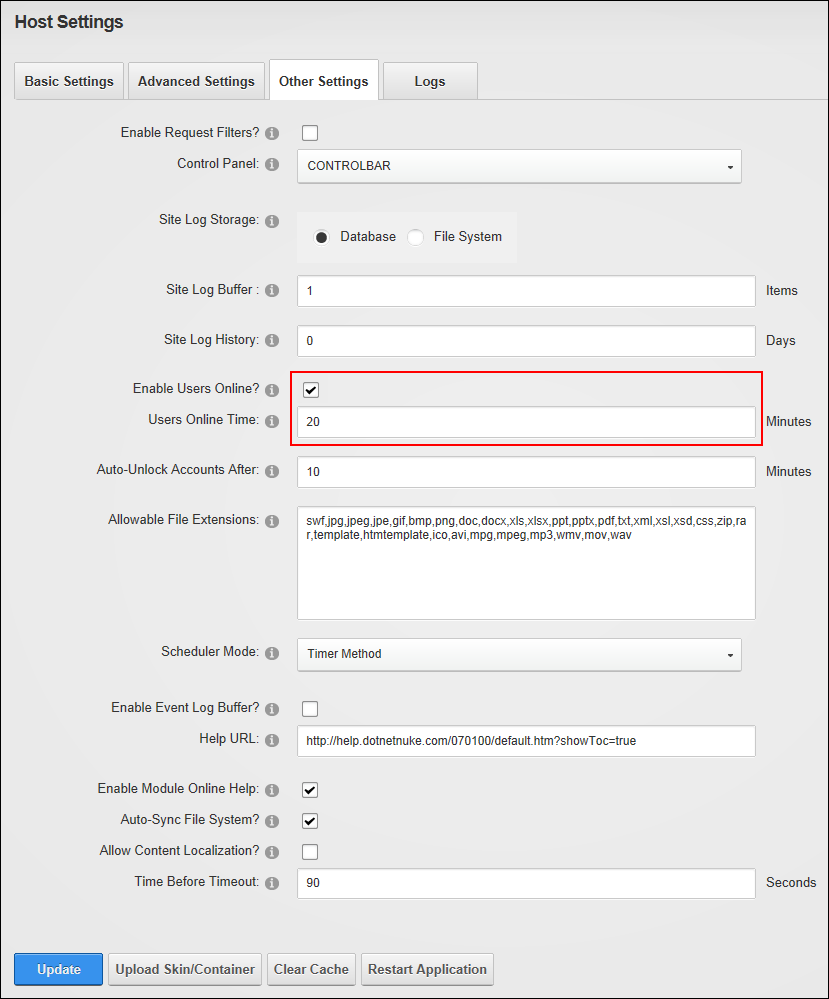 Host Settings
Basic Settings Advanced Settings Other Settings Logs
Enable Request Filters?
Control Panel: CONTROLBAR
Site Log Storage: Database File System
Site Log Buffer : 1 Items
Site Log History: 0 Days
Enable Users Online?
Users Online Time: 20 Minutes
Auto-Unlock Accounts After: 10 Minutes
Allowable File Extensions: swf,jpg,jpeg,jpe,gif,bmp,png,doc,docx,xls,xlsx,ppt,pptx,pdf,txt,xml,xsl,xsd,css,zip,ra
r,template,htmtemplate,ico,avi,mpg,mpeg,mp3,wmv,mov,wav
Scheduler Mode: Timer Method
Enable Event Log Buffer?
Help URL: http://help.dotnetnuke.com/070100/default.htm?showToc=true
Enable Module Online Help:
Auto-Sync File System?
Allow Content Localization?
Time Before Timeout: 90 Seconds
Update Upload Skin/Container Clear Cache Restart Application